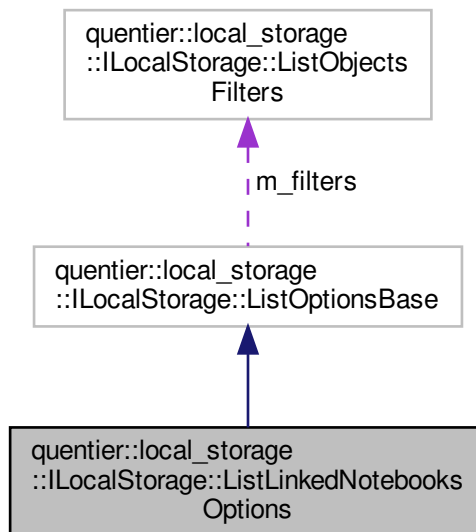 quentier::local_storage
::ILocalStorage::ListObjects
Filters
m_filters
quentier::local_storage
::ILocalStorage::ListOptionsBase
quentier::local_storage
::ILocalStorage::ListLinkedNotebooks
Options